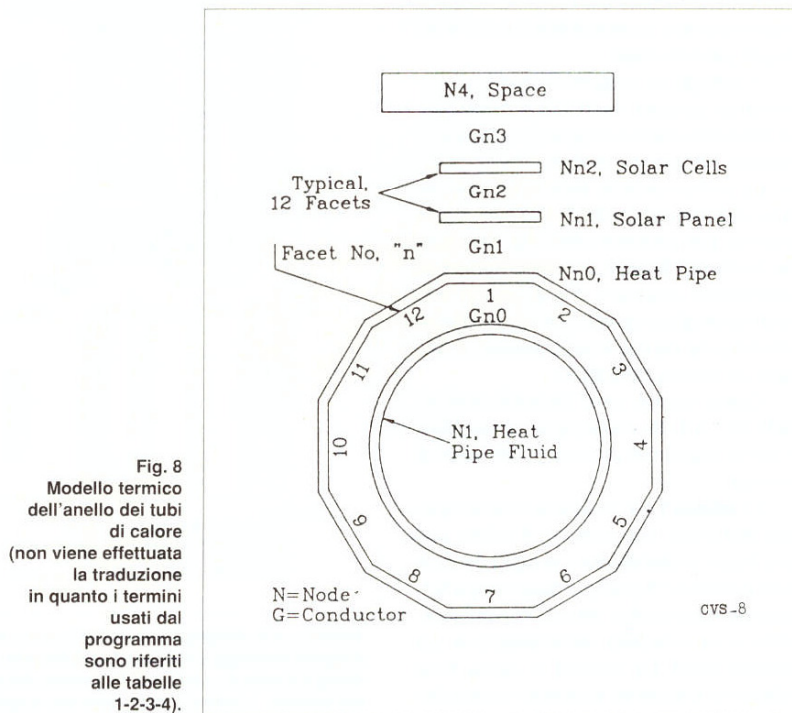 N4, Space
Gn3
Nn2, Solar Cells
Typical,
12 Facets
Gn2
Nn1, Solar Panel
Facet No, "n"
Gn1
Nn0, Heat Pipe
1
Gn0
2
3
4
5
6
7
8
9
10
11
12
N1, Heat
Pipe Fluid
N=Node
G=Conductor
CVS-8
Fig. 8
Modello termico
dell'anello dei tubi
di calore
(non viene effettuata
la traduzione
in quanto i termini
usati dal
programma
sono riferiti
alle tabelle
1-2-3-4).